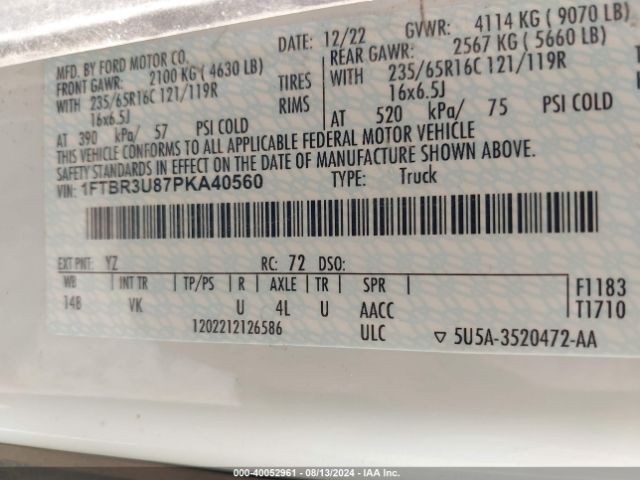 MFD. BY FORD MOTOR CO. DATE: 12/22 GVWR: 4114 KG ( 9070 LB)
FRONT GAWR: 2100 KG ( 4630 LB) REAR GAWR: 2567 KG ( 5660 LB)
WITH 235/65R16C 121/119R TIRES WITH 235/65R16C 121/119R
16x6.5J RIMS 16x6.5J
AT 390 kPa/ 57 PSI COLD AT 520 kPa/ 75 PSI COLD
THIS VEHICLE CONFORMS TO ALL APPLICABLE FEDERAL MOTOR VEHICLE
SAFETY STANDARDS IN EFFECT ON THE DATE OF MANUFACTURE SHOWN ABOVE.
VIN: 1FTBR3U87PKA40560 TYPE: Truck
EXT PNT: YZ RC: 72 DSO:
WB INT TR TP/PS R AXLE TR SPR F1183
148 VK U 4L U AACC T1710
1202212126586 ULC ▽ 5U5A-3520472-AA
000-40052961 - 08/13/2024 - IAA Inc.